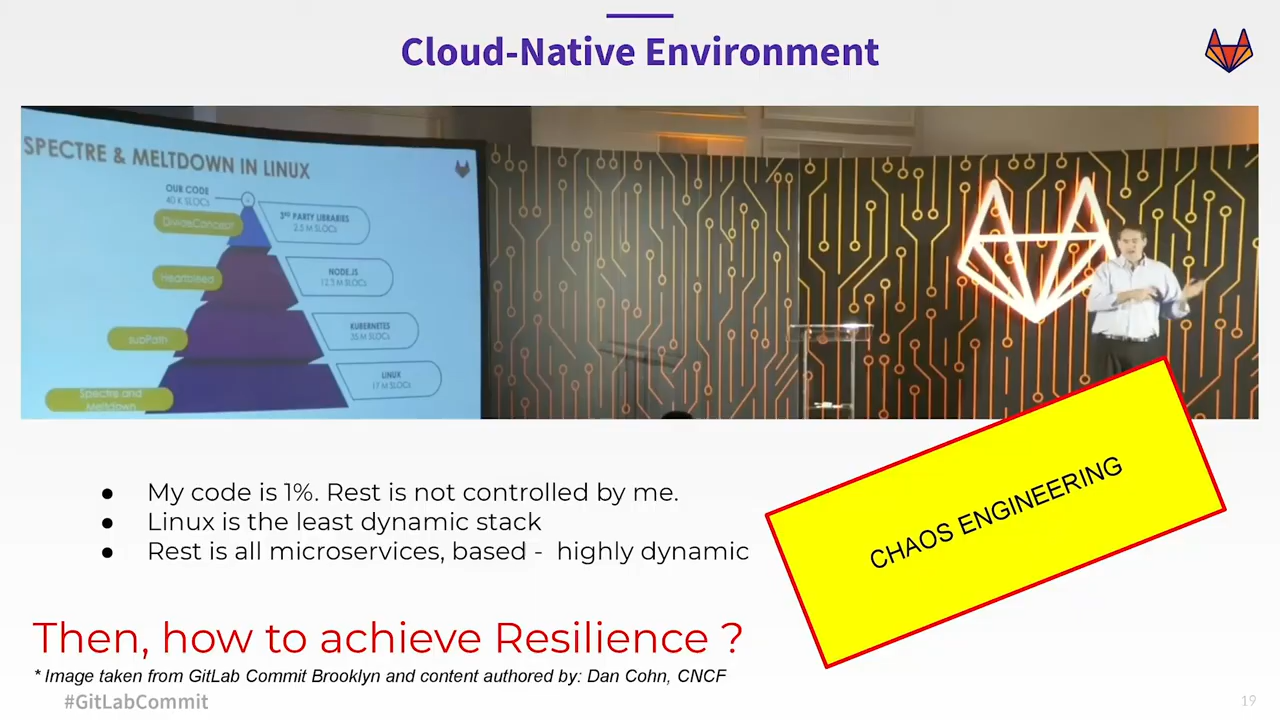 Cloud-Native Environment
SPECTRE & MELTDOWN IN LINUX
OUR CODE
40 K SLOCs
DivvasConcept
3RD PARTY LIBRARIES
2.5 M SLOCs
Heartbleed
NODE.JS
12.3 M SLOCs
subPath
KUBERNETES
35 M SLOCs
LINUX
17 M SLOCs
Spectre and
Meltdown
● My code is 1%. Rest is not controlled by me.
● Linux is the least dynamic stack
● Rest is all microservices, based - highly dynamic
CHAOS ENGINEERING
Then, how to achieve Resilience ?
* Image taken from GitLab Commit Brooklyn and content authored by: Dan Cohn, CNCF
#GitLabCommit
19